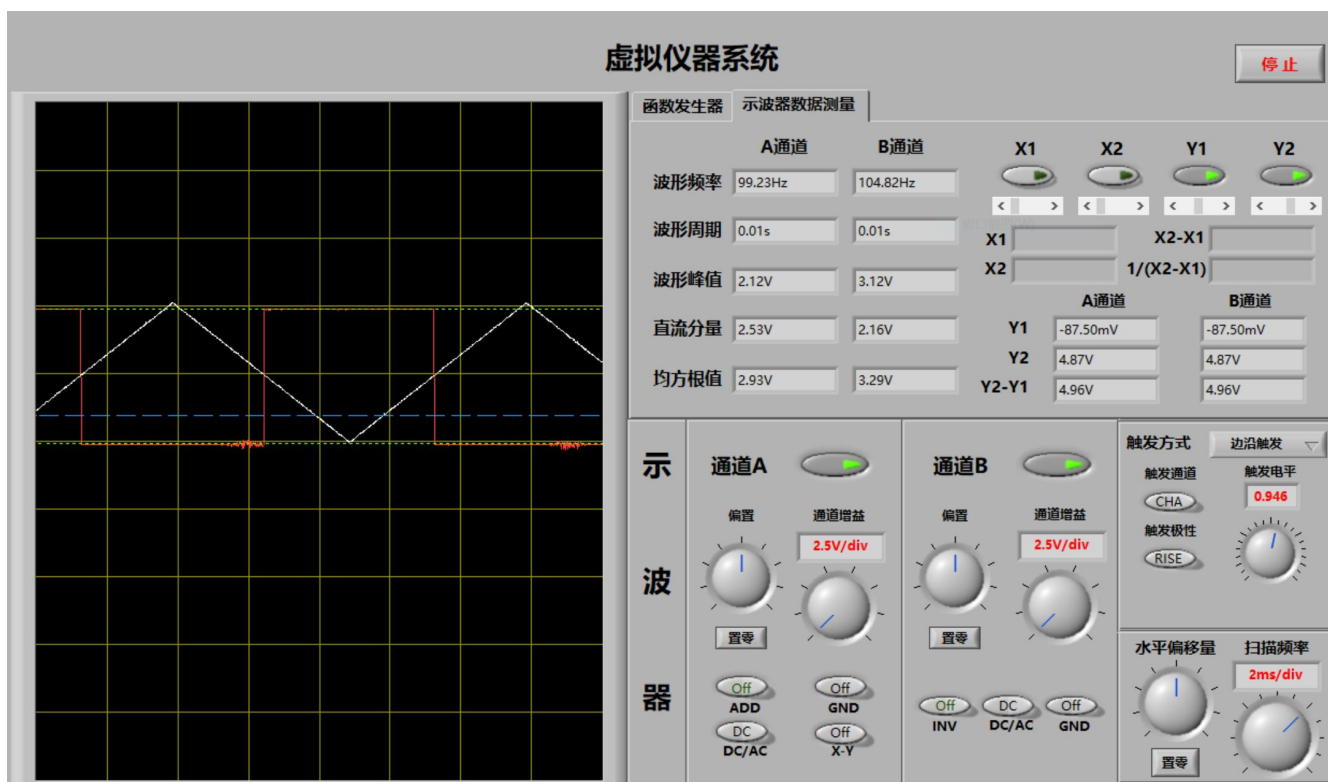 虚拟仪器系统
停止
函数发生器 示波器数据测量
A通道 B通道
波形频率 99.23Hz 104.82Hz
波形周期 0.01s 0.01s
波形峰值 2.12V 3.12V
直流分量 2.53V 2.16V
均方根值 2.93V 3.29V
X1 X2 Y1 Y2
X1 X2-X1
X2 1/(X2-X1)
A通道 B通道
Y1 -87.50mV -87.50mV
Y2 4.87V 4.87V
Y2-Y1 4.96V 4.96V
示波器
通道A
偏置 通道增益
2.5V/div
置零
Off Off
ADD GND
DC Off
DC/AC X-Y
通道B
偏置 通道增益
2.5V/div
置零
Off DC Off
INV DC/AC GND
触发方式 边沿触发
触发通道 触发电平
CHA 0.946
触发极性
RISE
水平偏移量 扫描频率
2ms/div
置零